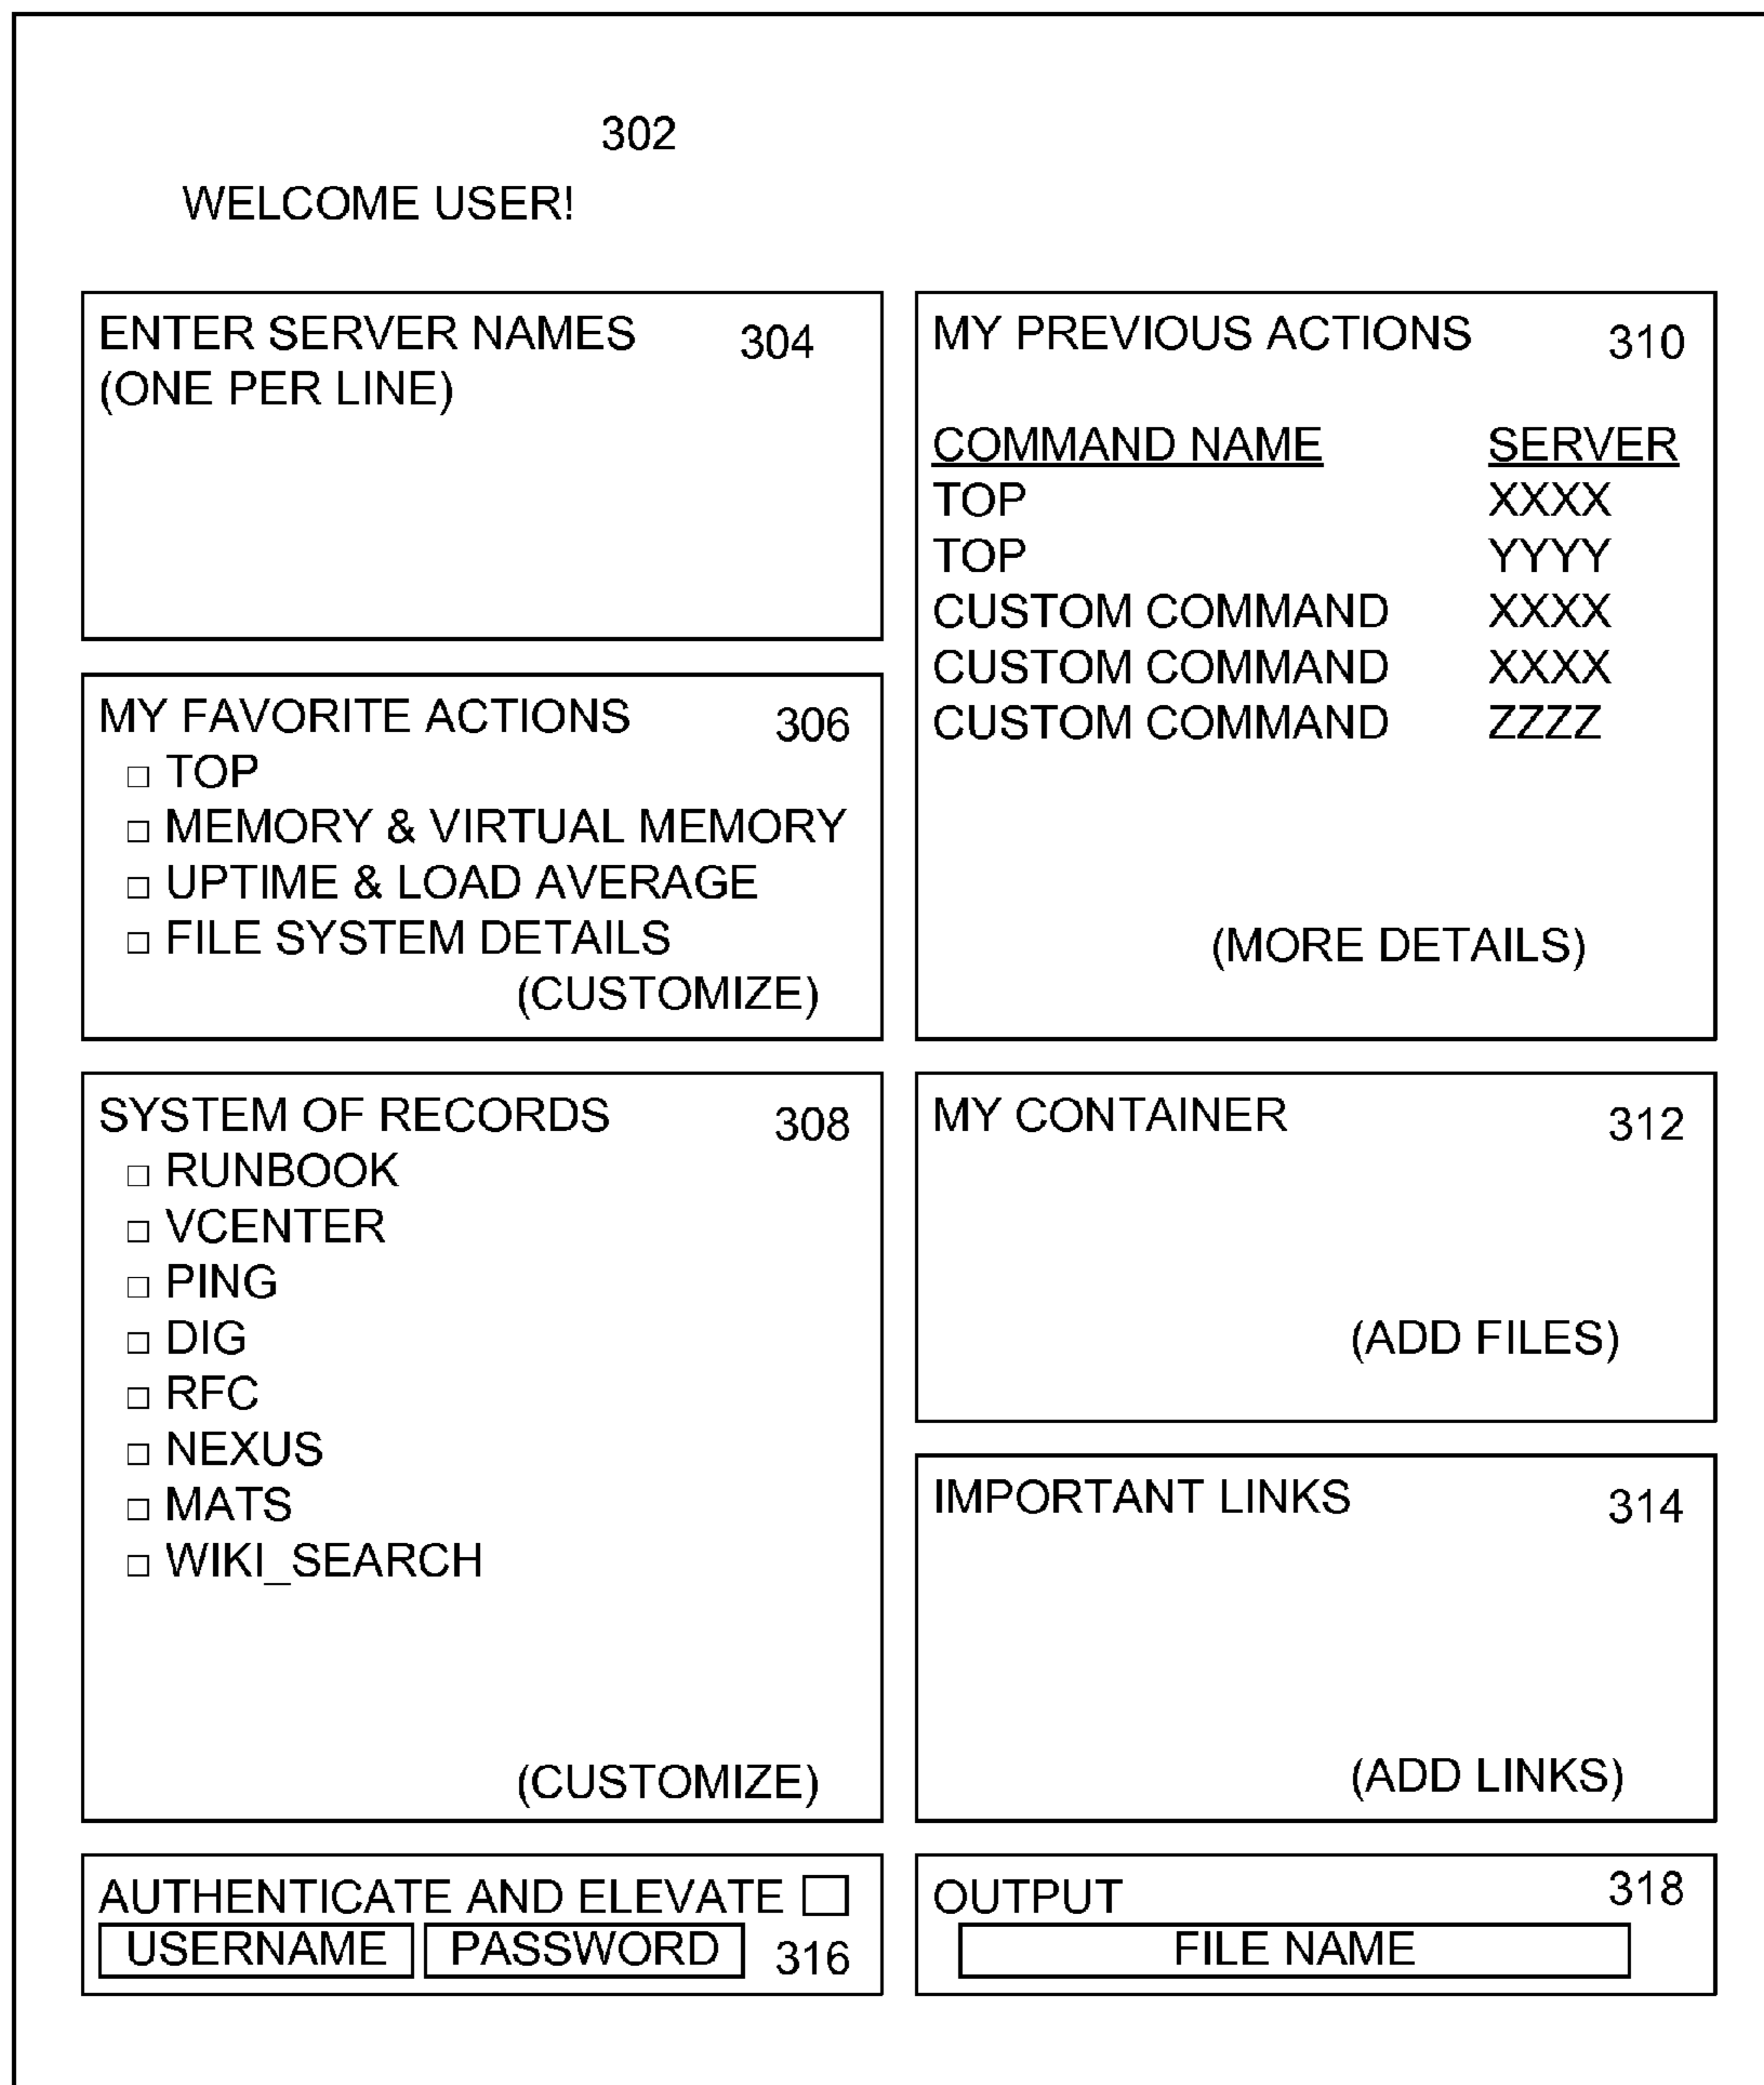 302
WELCOME USER!
ENTER SERVER NAMES 304
(ONE PER LINE)
MY FAVORITE ACTIONS 306
TOP
MEMORY & VIRTUAL MEMORY
UPTIME & LOAD AVERAGE
FILE SYSTEM DETAILS
(CUSTOMIZE)
SYSTEM OF RECORDS 308
RUNBOOK
VCENTER
PING
DIG
RFC
NEXUS
MATS
WIKI_SEARCH
(CUSTOMIZE)
AUTHENTICATE AND ELEVATE
USERNAME PASSWORD 316
MY PREVIOUS ACTIONS 310
COMMAND NAME SERVER
TOP XXXX
TOP YYYY
CUSTOM COMMAND XXXX
CUSTOM COMMAND XXXX
CUSTOM COMMAND ZZZZ
(MORE DETAILS)
MY CONTAINER 312
(ADD FILES)
IMPORTANT LINKS 314
(ADD LINKS)
OUTPUT 318
FILE NAME